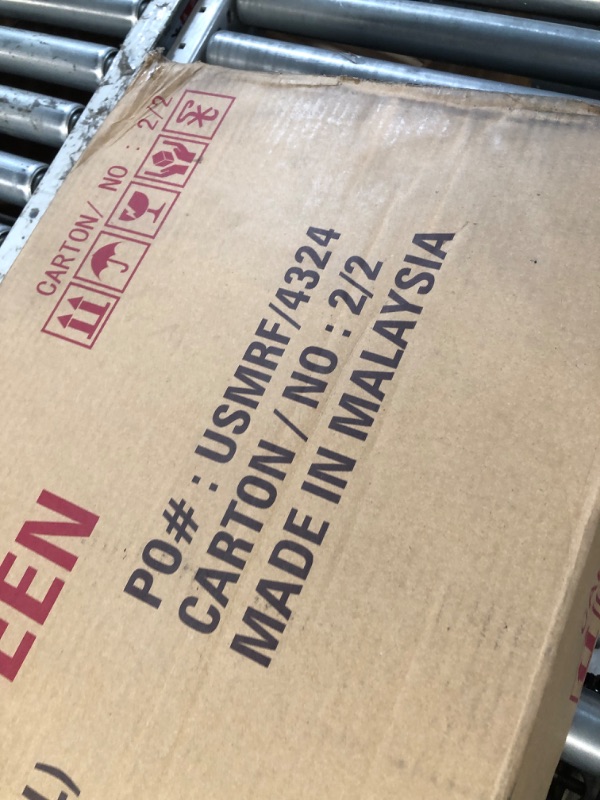 CARTON/ NO : 2/2
PO# : USMRF/4324
CARTON / NO : 2/2
MADE IN MALAYSIA
EEN
L)